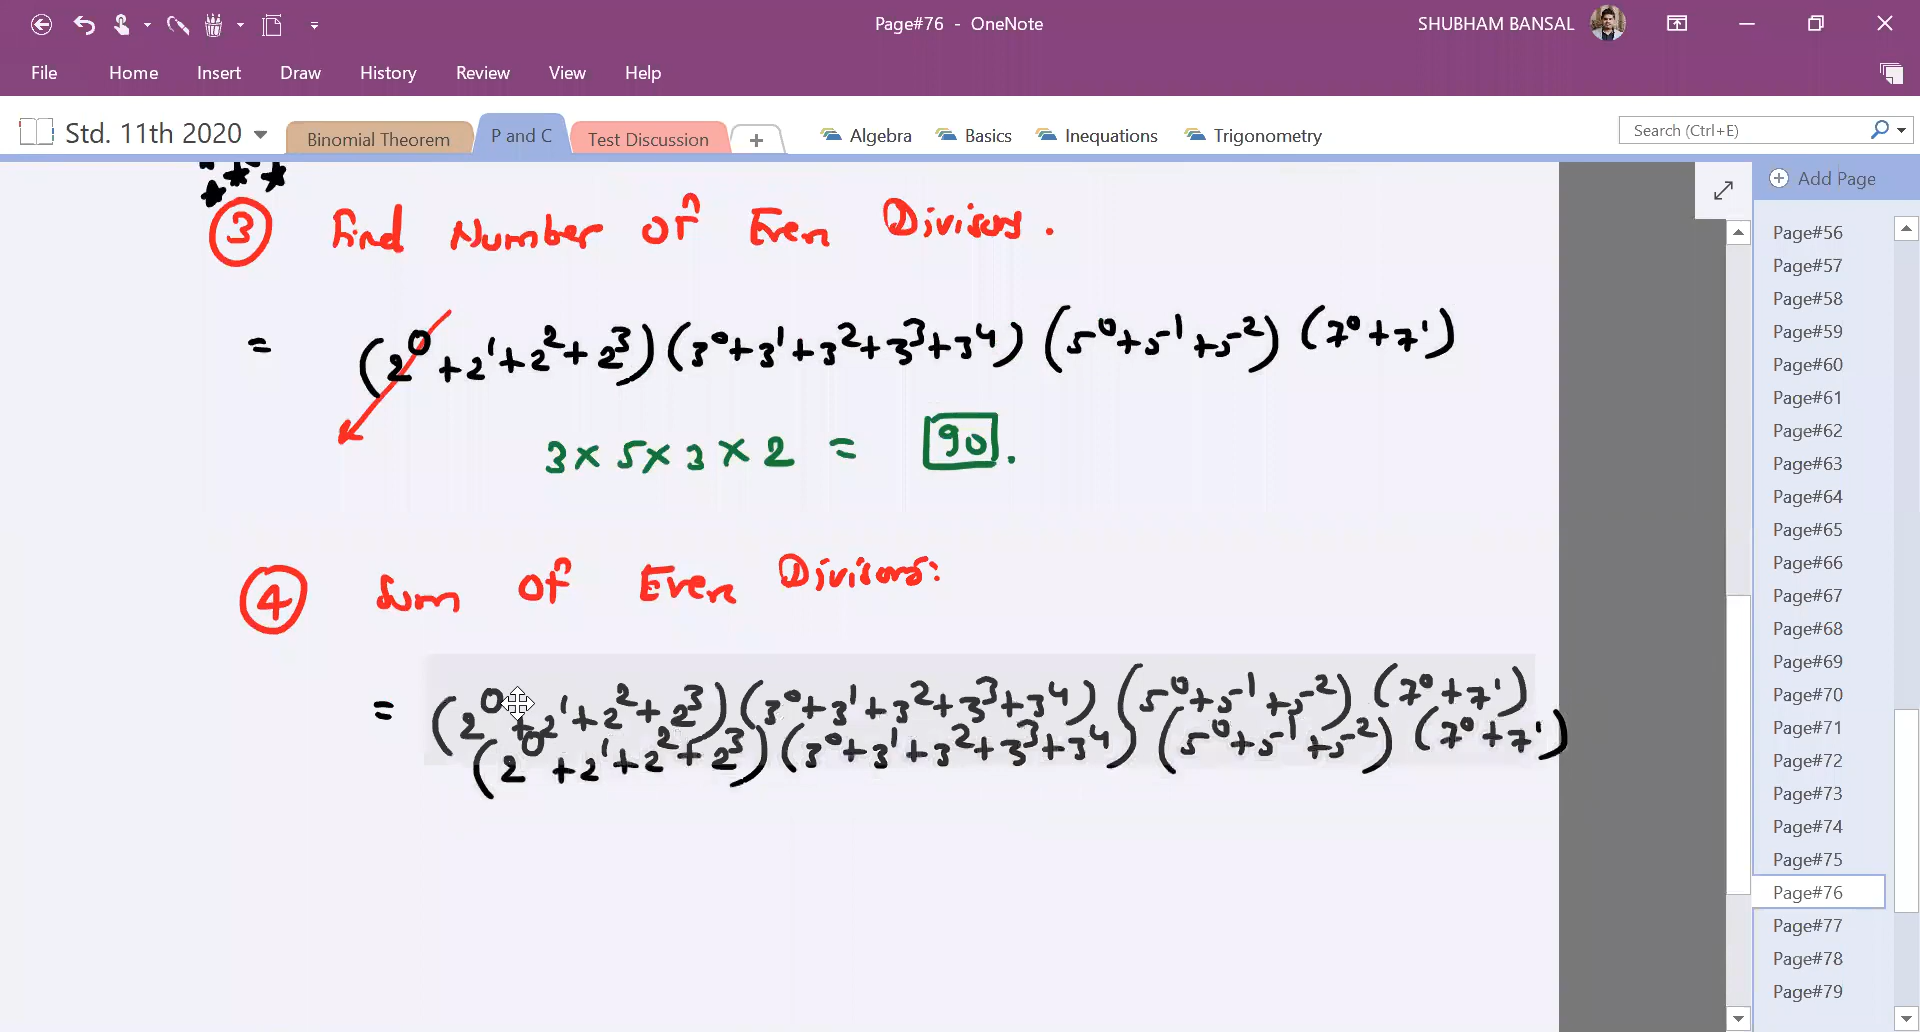 Page#76 - OneNote
SHUBHAM BANSAL
File Home Insert Draw History Review View Help
Std. 11th 2020
Binomial Theorem
P and C
Test Discussion
+
Algebra
Basics
Inequations
Trigonometry
Search (Ctrl+E)
③ Find Number of Even Divisors.
= (2⁰+2¹+2²+2³)(3⁰+3¹+3²+3³+3⁴)(5⁰+5¹+5²)(7⁰+7¹)
3×5×3×2 = 90.
④ Sum of Even Divisors:
= (2⁰+2¹+2²+2³)(3⁰+3¹+3²+3³+3⁴)(5⁰+5¹+5²)(7⁰+7¹)
(2⁰+2¹+2²+2³)(3⁰+3¹+3²+3³+3⁴)(5⁰+5¹+5²)(7⁰+7¹)
Add Page
Page#56
Page#57
Page#58
Page#59
Page#60
Page#61
Page#62
Page#63
Page#64
Page#65
Page#66
Page#67
Page#68
Page#69
Page#70
Page#71
Page#72
Page#73
Page#74
Page#75
Page#76
Page#77
Page#78
Page#79